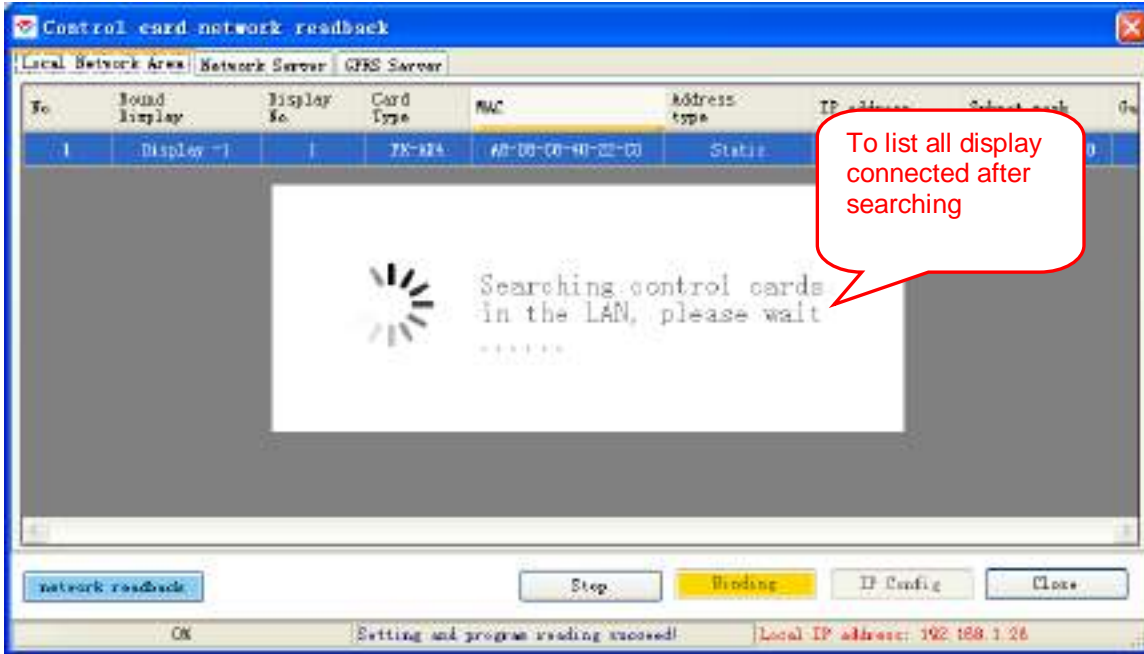 Control card network readback
Local Network Area Network Server GPRS Server
No Bound Display Display No. Card Type MAC Address type IP address Subnet mask
1 Display -1 1 Static 0
To list all display
connected after
searching
Searching control cards
in the LAN, please wait
......
network readback Stop Binding IP Config Close
OK Setting and program reading succeed! Local IP address: 192.168.1.26